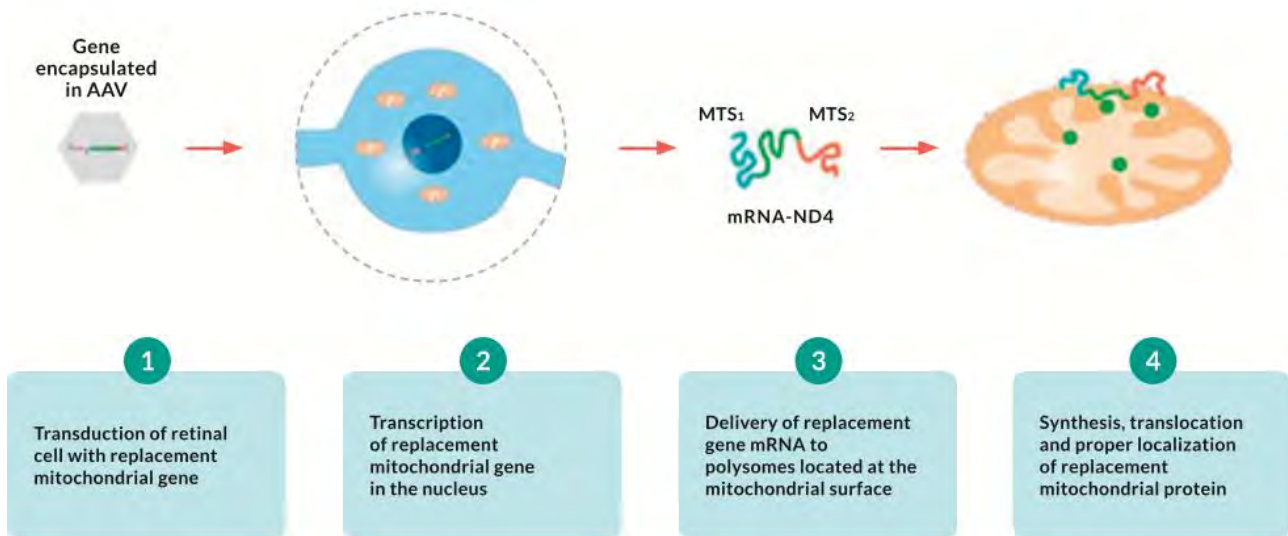 Gene
encapsulated
in AAV
MTS1
MTS2
mRNA-ND4
1
Transduction of retinal
cell with replacement
mitochondrial gene
2
Transcription
of replacement
mitochondrial gene
in the nucleus
3
Delivery of replacement
gene mRNA to
polysomes located at the
mitochondrial surface
4
Synthesis, translocation
and proper localization
of replacement
mitochondrial protein